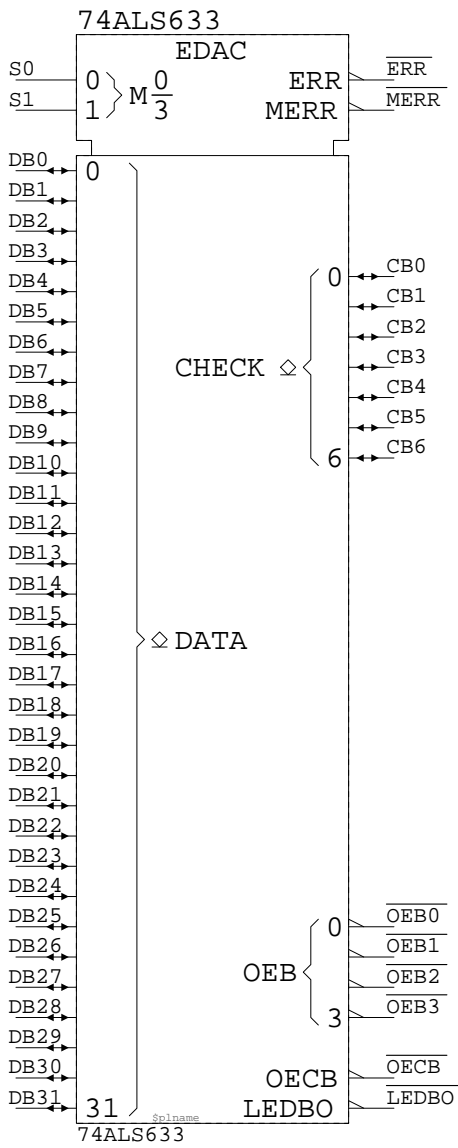 74ALS633
EDAC
S0 0 M 0 ERR ERR
S1 1 3 MERR MERR
DB0 0
DB1
DB2
DB3
0 CB0
DB4
CB1
DB5
CB2
DB6
CHECK CB3
DB7
CB4
DB8
CB5
DB9
6 CB6
DB10
DB11
DB12
DB13
DB14
DB15
DATA
DB16
DB17
DB18
DB19
DB20
DB21
DB22
DB23
DB24
DB25 0 OEB0
DB26 OEB1
DB27 OEB OEB2
DB28 3 OEB3
DB29
DB30 OECB OECB
DB31 31 LEDBO LEDBO
$plname
74ALS633